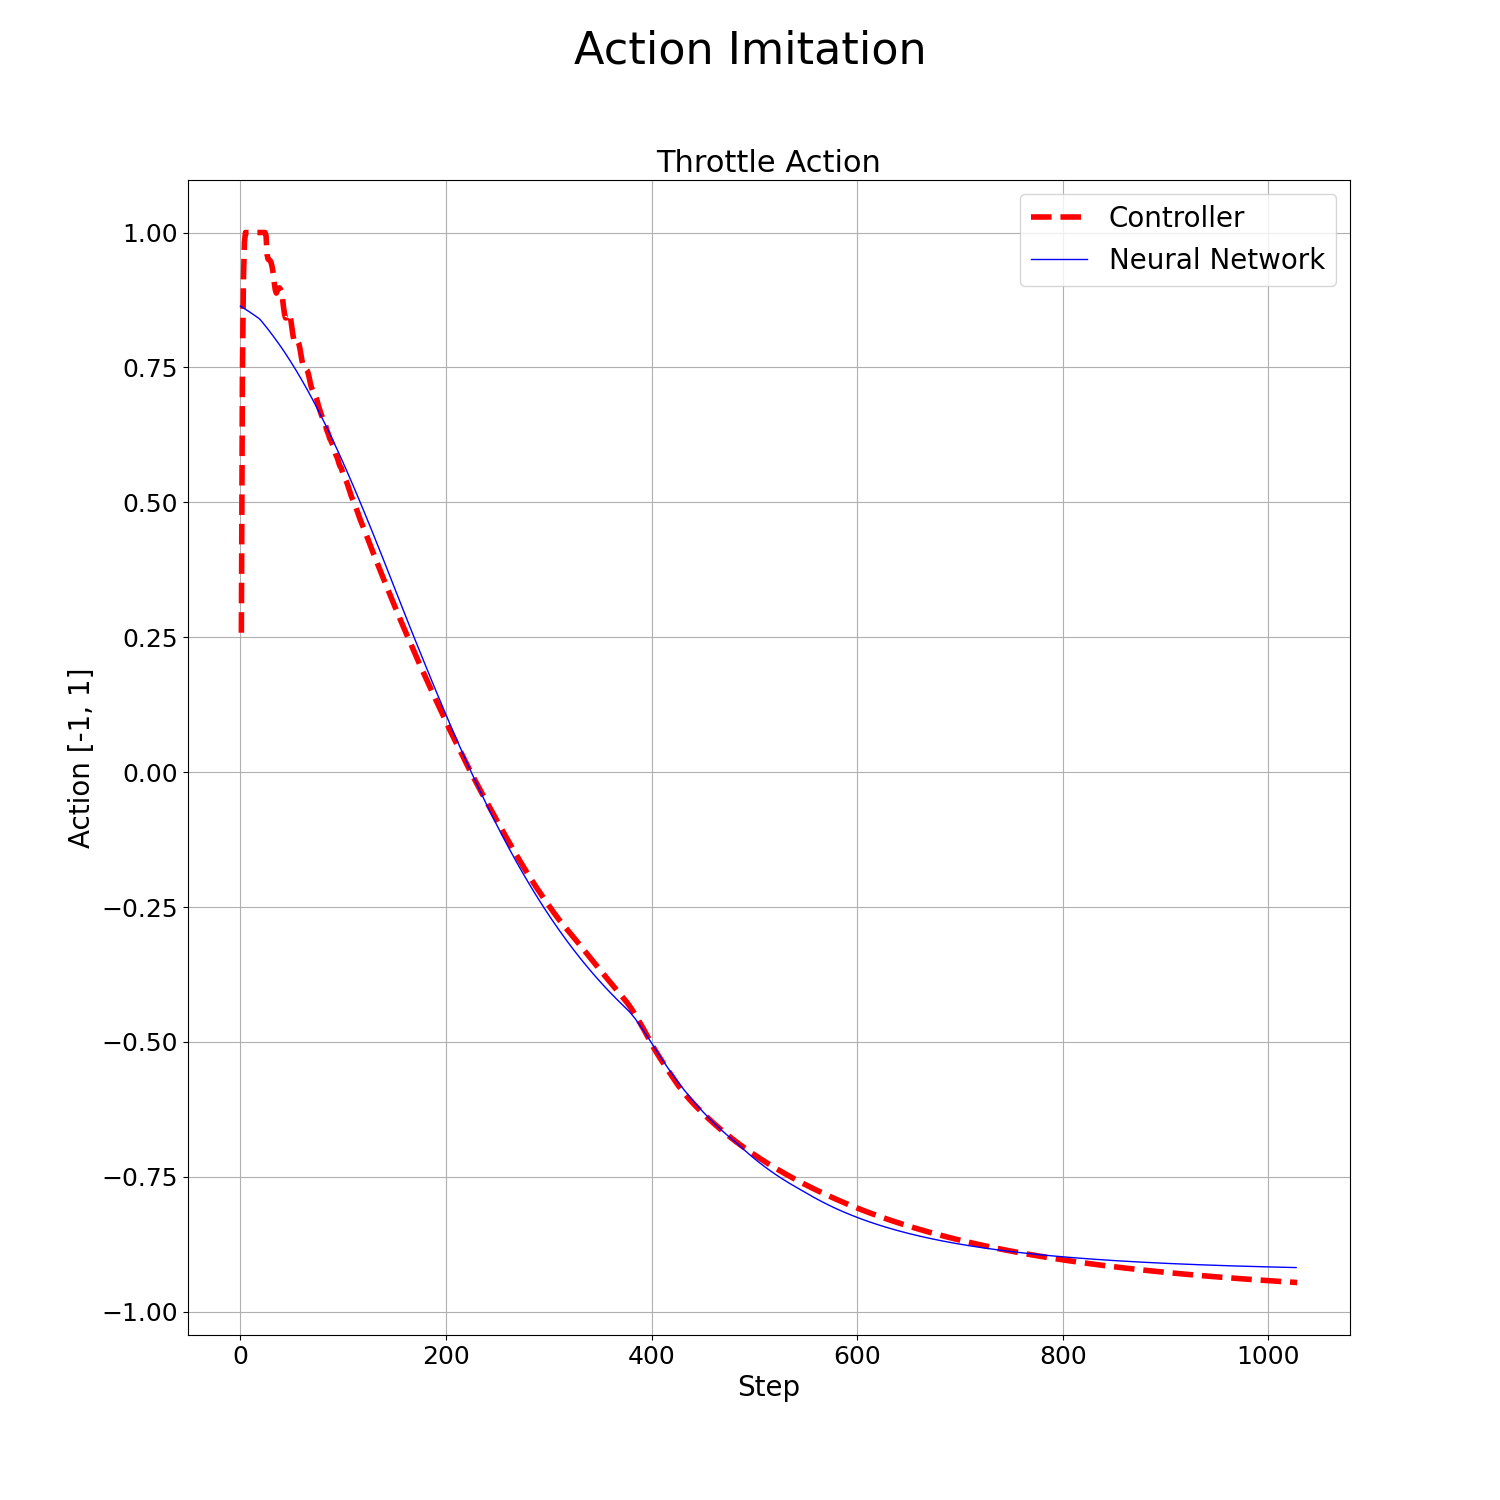 Action Imitation
Throttle Action
Controller
Neural Network
1.00
0.75
0.50
0.25
0.00
−0.25
−0.50
−0.75
−1.00
Action [-1, 1]
0 200 400 600 800 1000
Step